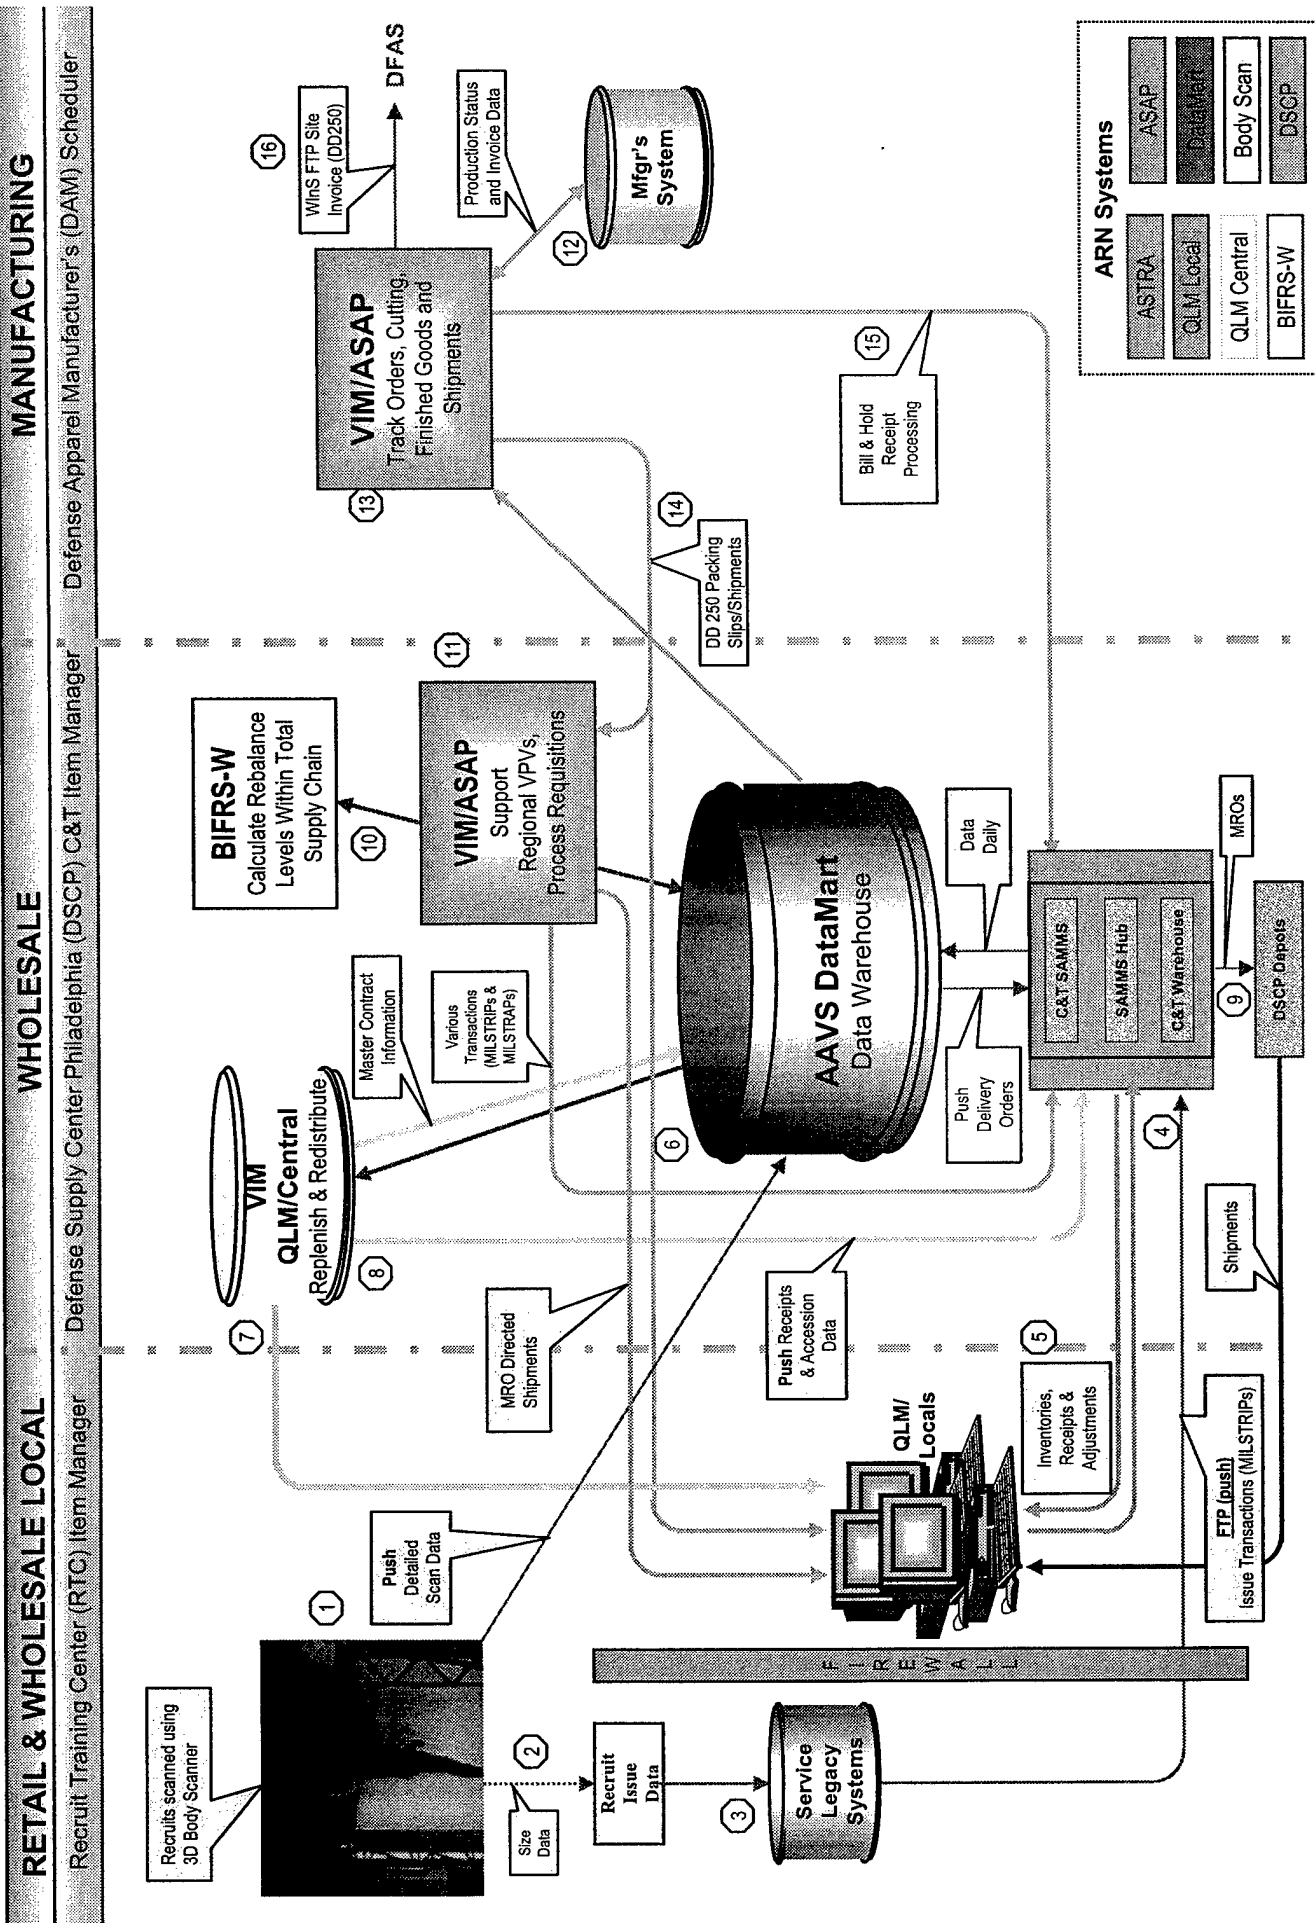 RETAIL & WHOLESALE LOCAL
WHOLESALE
MANUFACTURING
Recruit Training Center (RTC) Item Manager
Defense Supply Center Philadelphia (DSCP) C&T Item Manager
Defense Apparel Manufacturer's (DAM) Scheduler
Recruits scanned using
3D Body Scanner
1
Push
Detailed
Scan Data
2
Size
Data
Recruit
Issue
Data
3
Service
Legacy
Systems
FIREWALL
QLM/
Locals
MRO Directed
Shipments
Push Receipts
& Accession
Data
5
Inventories,
Receipts &
Adjustments
FTP (push)
Issue Transactions (MILSTRIPs)
Shipments
7
VIM
QLM/Central
Replenish & Redistribute
8
Master Contract
Information
Various
Transactions
(MILSTRIPs &
MILSTRAPs)
6
AAVS DataMart
Data Warehouse
Push
Delivery
Orders
Data
Daily
4
C&T SAMMS
SAMMS Hub
C&T Warehouse
9
MROs
DSCP Depots
BIFRS-W
Calculate Rebalance
Levels Within Total
Supply Chain
10
VIM/ASAP
Support
Regional VPVs,
Process Requisitions
11
14
DD 250 Packing
Slips/Shipments
13
VIM/ASAP
Track Orders, Cutting,
Finished Goods and
Shipments
16
WInS FTP Site
Invoice (DD250)
DFAS
Production Status
and Invoice Data
12
Mfgr's
System
15
Bill & Hold
Receipt
Processing
ARN Systems
ASTRA
ASAP
QLM Local
DataMart
QLM Central
Body Scan
BIFRS-W
DSCP